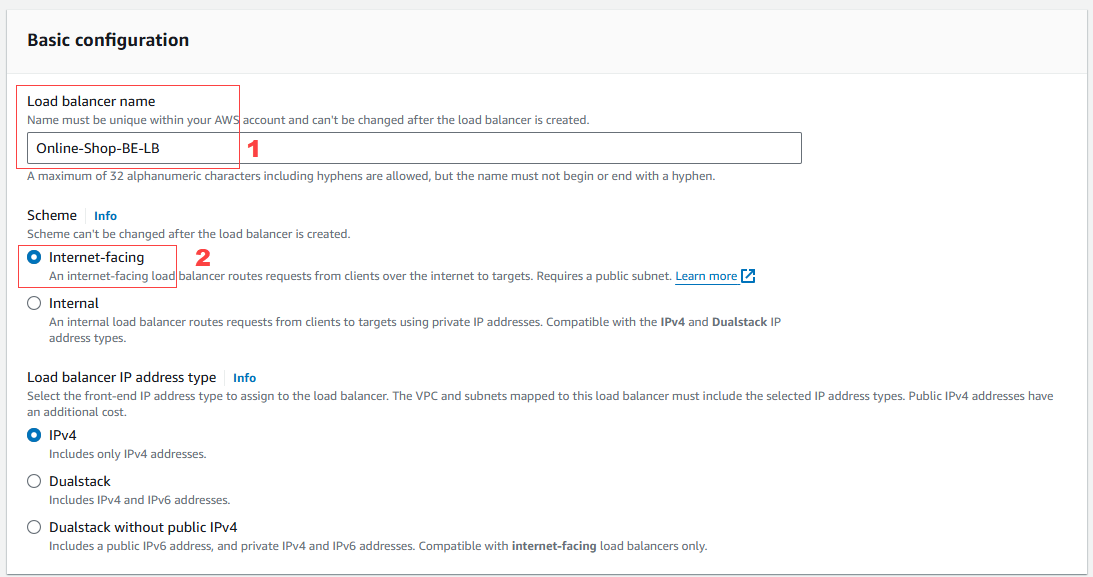 Basic configuration
Load balancer name
Name must be unique within your AWS account and can't be changed after the load balancer is created.
Online-Shop-BE-LB
1
A maximum of 32 alphanumeric characters including hyphens are allowed, but the name must not begin or end with a hyphen.
Scheme Info
Scheme can't be changed after the load balancer is created.
Internet-facing 2
An internet-facing load balancer routes requests from clients over the internet to targets. Requires a public subnet. Learn more
Internal
An internal load balancer routes requests from clients to targets using private IP addresses. Compatible with the IPv4 and Dualstack IP
address types.
Load balancer IP address type Info
Select the front-end IP address type to assign to the load balancer. The VPC and subnets mapped to this load balancer must include the selected IP address types. Public IPv4 addresses have
an additional cost.
IPv4
Includes only IPv4 addresses.
Dualstack
Includes IPv4 and IPv6 addresses.
Dualstack without public IPv4
Includes a public IPv6 address, and private IPv4 and IPv6 addresses. Compatible with internet-facing load balancers only.